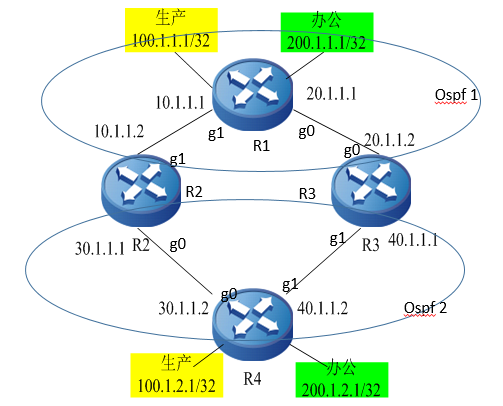 生产
100.1.1.1/32
办公
200.1.1.1/32
10.1.1.1
20.1.1.1
Ospf 1
10.1.1.2
g1
R1
g0
20.1.1.2
g1
g0
R2
R3
30.1.1.1
R2
g0
g1
R3
40.1.1.1
30.1.1.2
g0
g1
40.1.1.2
Ospf 2
生产
100.1.2.1/32
R4
办公
200.1.2.1/32